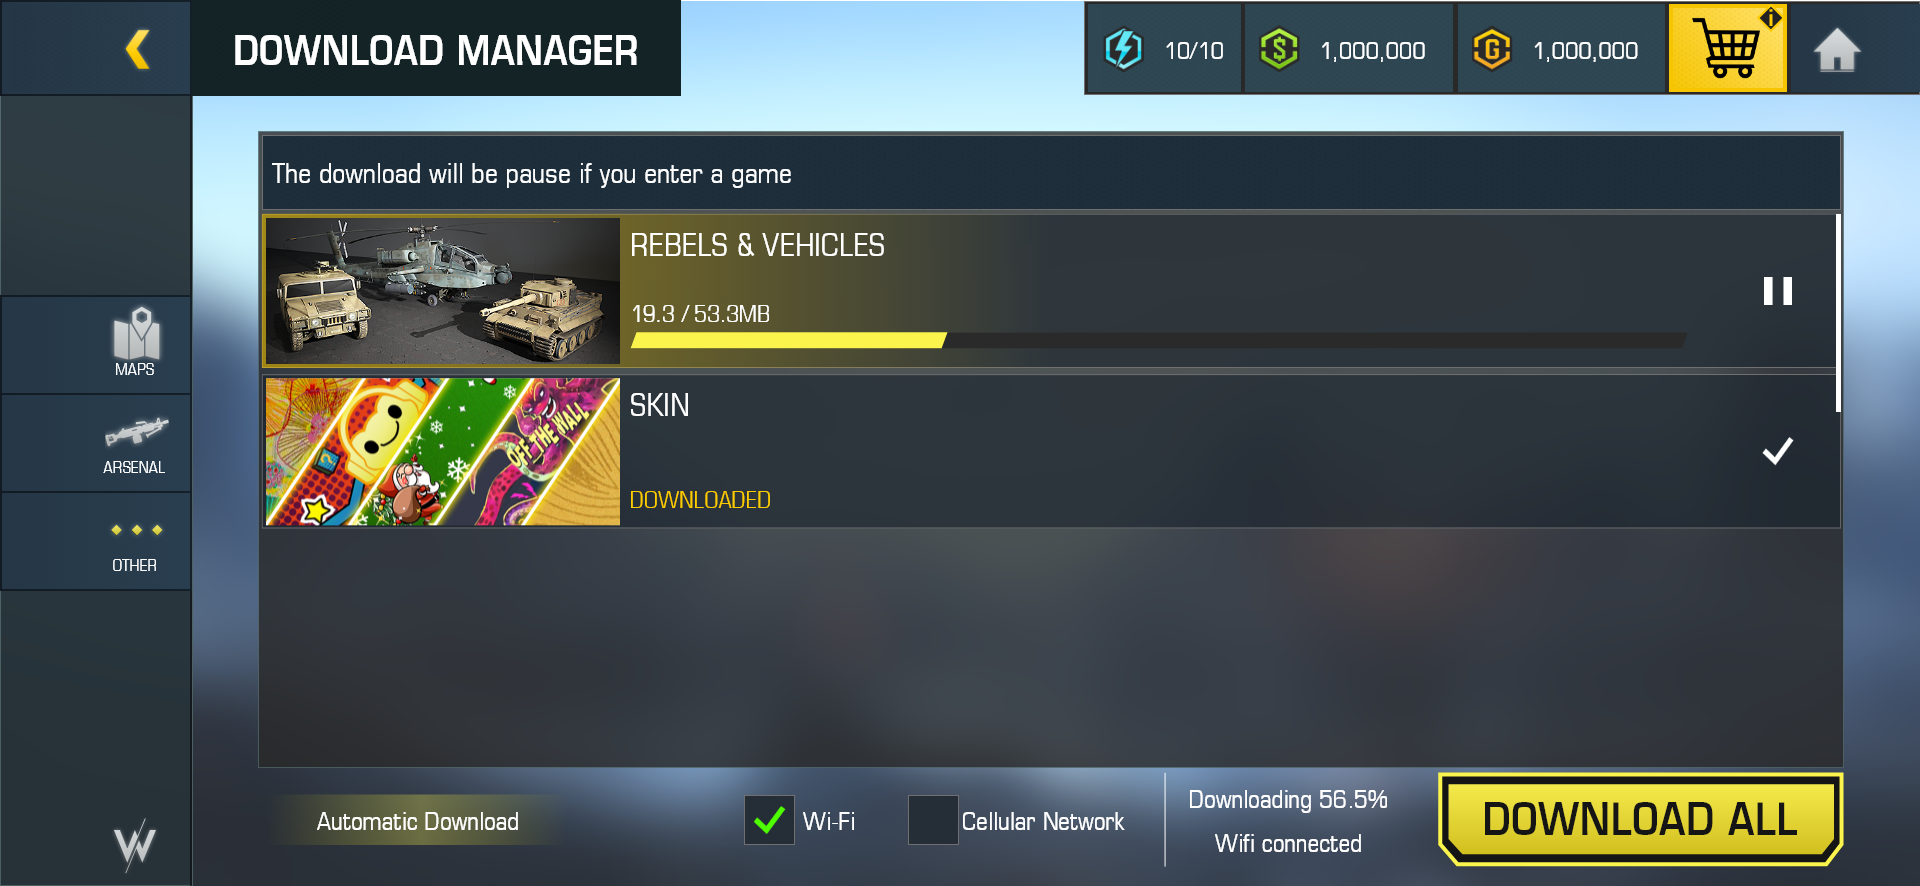 DOWNLOAD MANAGER
10/10
1,000,000
1,000,000
The download will be pause if you enter a game
REBELS & VEHICLES
19.3 / 53.3MB
MAPS
SKIN
OFF THE WALL
ARSENAL
DOWNLOADED
OTHER
Automatic Download
Wi-Fi
Cellular Network
Downloading 56.5%
Wifi connected
DOWNLOAD ALL